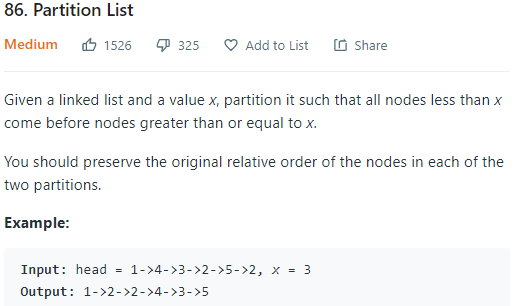 86. Partition List
Medium 1526 325 Add to List Share
Given a linked list and a value x, partition it such that all nodes less than x
come before nodes greater than or equal to x.
You should preserve the original relative order of the nodes in each of the
two partitions.
Example:
Input: head = 1->4->3->2->5->2, x = 3
Output: 1->2->2->4->3->5